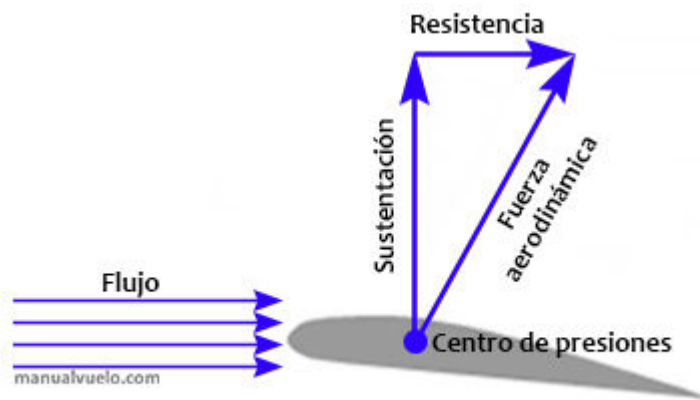 Resistencia
Sustentación
Fuerza
aerodinámica
Flujo
Centro de presiones
manualvuelo.com